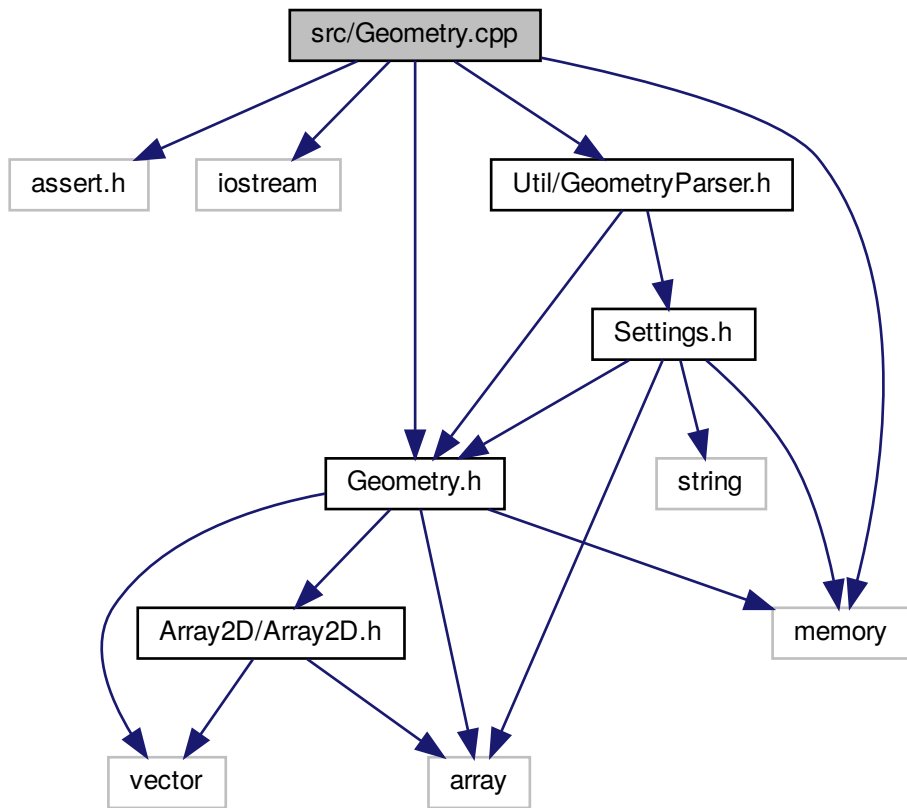 src/Geometry.cpp
assert.h
iostream
Util/GeometryParser.h
Settings.h
Geometry.h
string
Array2D/Array2D.h
memory
vector
array